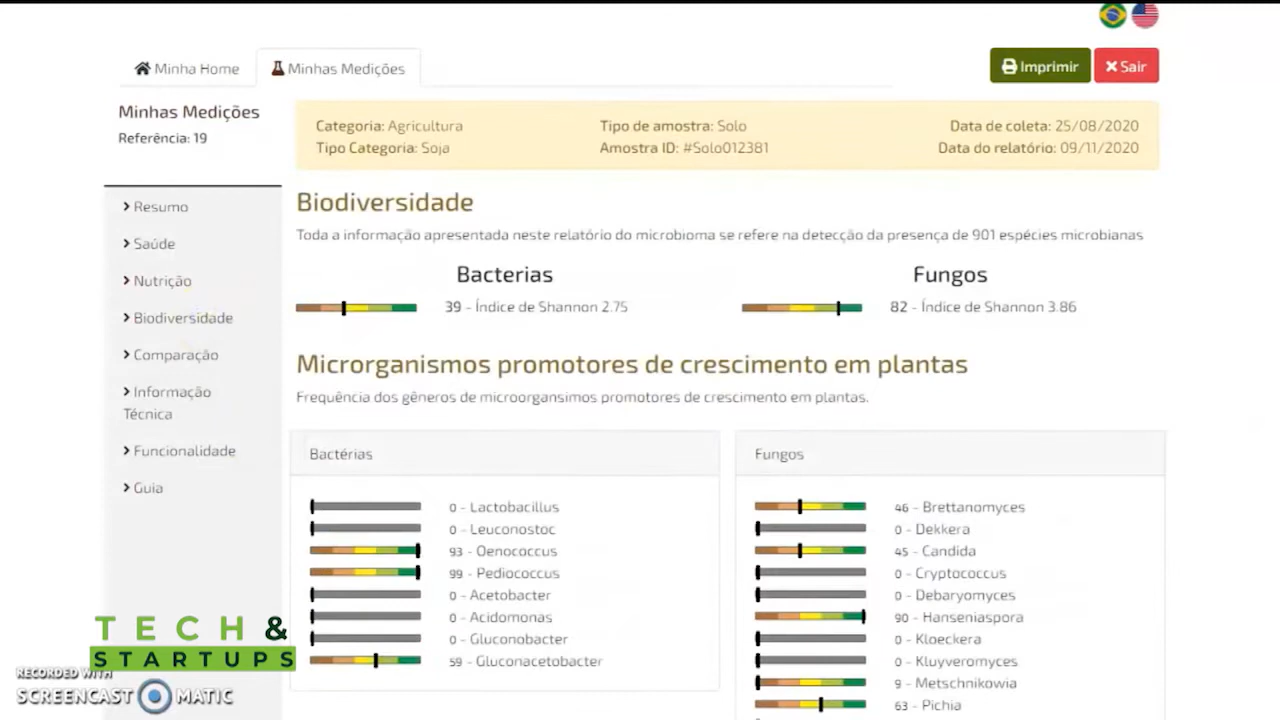 Minha Home
Minhas Medições
Imprimir
Sair
Minhas Medições
Referência: 19
Categoria: Agricultura
Tipo Categoria: Soja
Tipo de amostra: Solo
Amostra ID: #Solo012381
Data de coleta: 25/08/2020
Data do relatório: 09/11/2020
Resumo
Saúde
Nutrição
Biodiversidade
Comparação
Informação
Técnica
Funcionalidade
Guia
Biodiversidade
Toda a informação apresentada neste relatório do microbioma se refere na detecção da presença de 901 espécies microbianas
Bacterias
39 - Índice de Shannon 2.75
Fungos
82 - Índice de Shannon 3.86
Microrganismos promotores de crescimento em plantas
Frequência dos gêneros de microorgansimos promotores de crescimento em plantas.
Bactérias
0 - Lactobacillus
0 - Leuconostoc
93 - Oenococcus
99 - Pediococcus
0 - Acetobacter
0 - Acidomonas
0 - Gluconobacter
59 - Gluconacetobacter
Fungos
46 - Brettanomyces
0 - Dekkera
45 - Candida
0 - Cryptococcus
0 - Debaryomyces
90 - Hanseniaspora
0 - Kloeckera
0 - Kluyveromyces
9 - Metschnikowia
63 - Pichia
TECH &
STARTUPS
RECORDED WITH
SCREENCAST MATIC